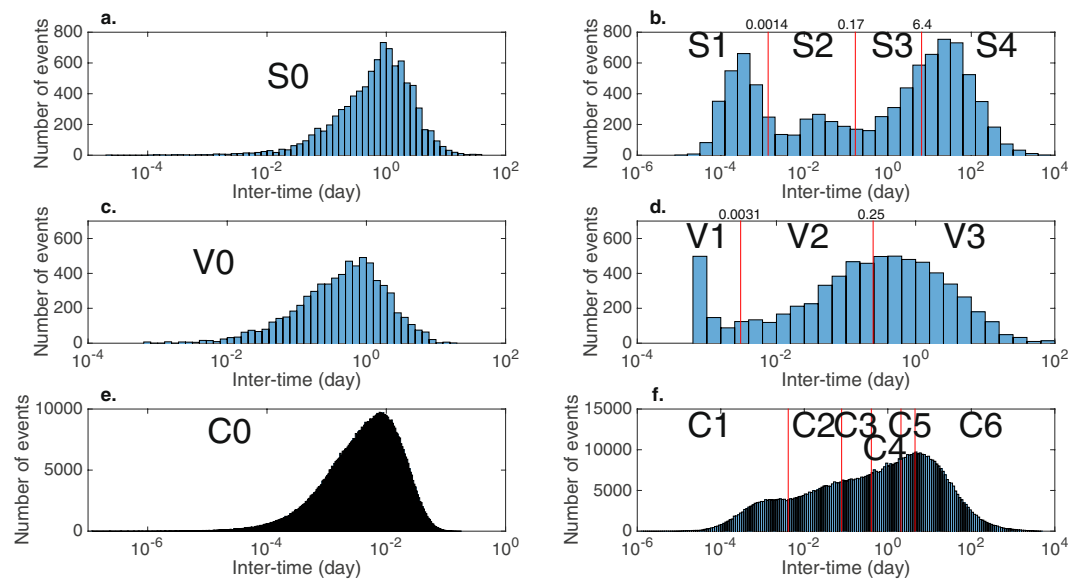 a.
800
600
400
200
0
Number of events
S0
10^-4
10^-2
10^0
10^2
Inter-time (day)
b.
0.0014
0.17
6.4
800
600
400
200
0
Number of events
S1
S2
S3
S4
10^-6
10^-4
10^-2
10^0
10^2
10^4
Inter-time (day)
c.
600
400
200
0
Number of events
V0
10^-4
10^-2
10^0
10^2
Inter-time (day)
d.
0.0031
0.25
600
400
200
0
Number of events
V1
V2
V3
10^-4
10^-2
10^0
10^2
Inter-time (day)
e.
10000
5000
0
Number of events
C0
10^-6
10^-4
10^-2
10^0
Inter-time (day)
f.
15000
10000
5000
0
Number of events
C1
C2
C3
C4
C5
C6
10^-6
10^-4
10^-2
10^0
10^2
10^4
Inter-time (day)